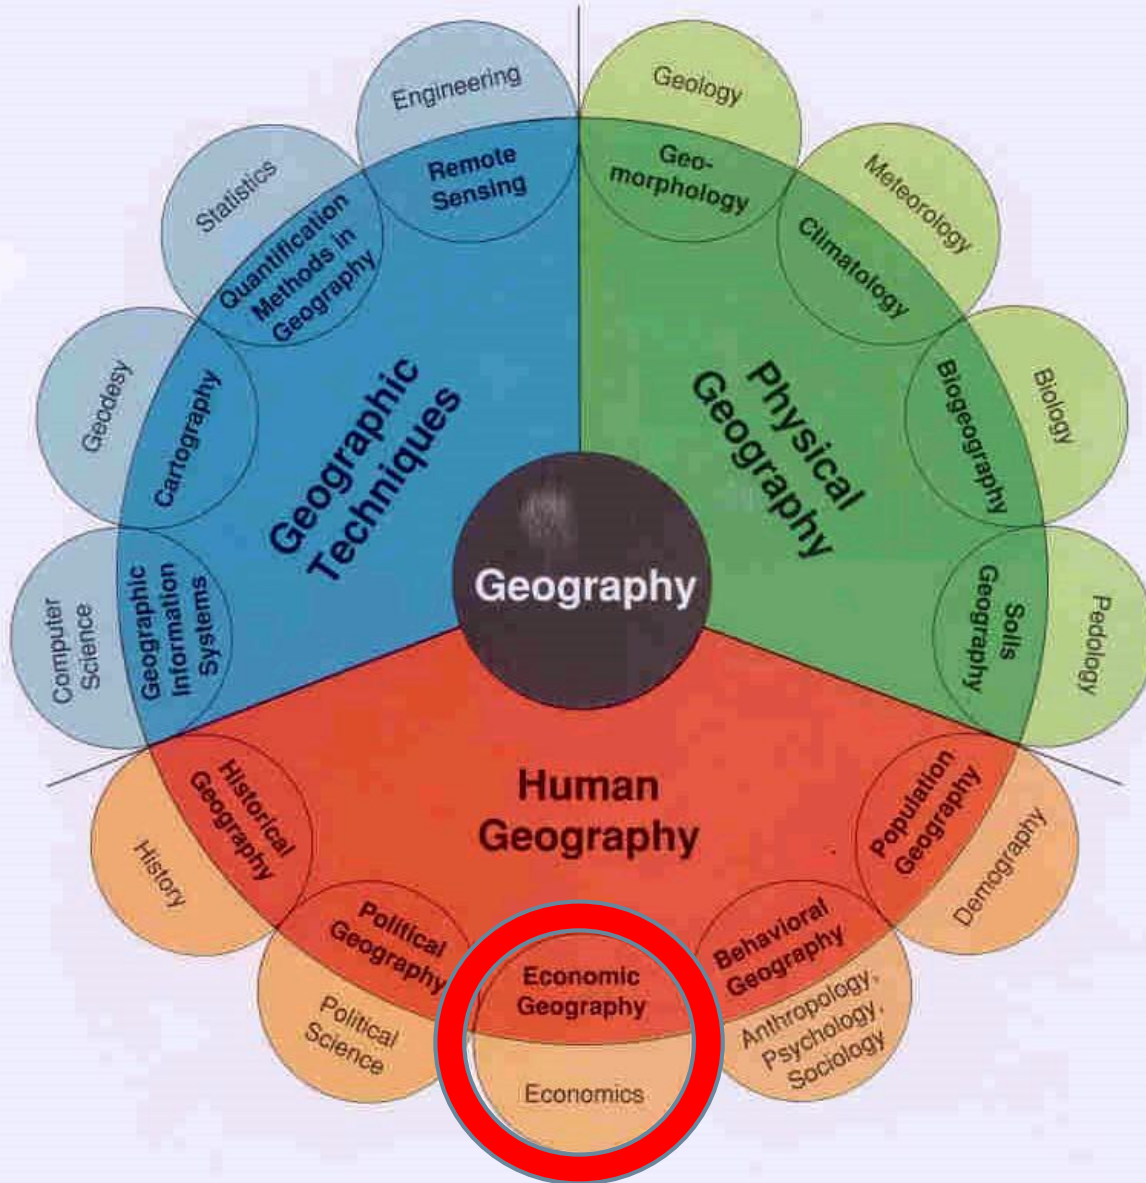 Engineering
Remote
Sensing
Statistics
Quantification
Methods in
Geography
Geodesy
Cartography
Computer
Science
Geographic
Information
Systems
Geographic
Techniques
Geology
Geo-
morphology
Meteorology
Climatology
Biology
Biogeography
Pedology
Soils
Geography
Physical
Geography
Geography
Human
Geography
History
Historical
Geography
Political
Geography
Political
Science
Economic
Geography
Economics
Behavioral
Geography
Anthropology,
Psychology,
Sociology
Population
Geography
Demography